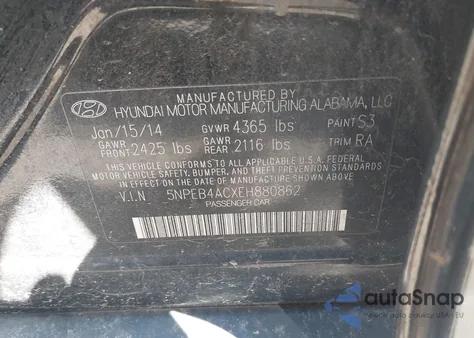 MANUFACTURED BY
HYUNDAI MOTOR MANUFACTURING ALABAMA, LLC
Jan/15/14 GVWR 4365 lbs PAINT S3
GAWR FRONT 2425 lbs GAWR REAR 2116 lbs TRIM RA
THIS VEHICLE CONFORMS TO ALL APPLICABLE U.S.A FEDERAL
MOTOR VEHICLE SAFETY, BUMPER, AND THEFT PREVENTION STANDARDS
IN EFFECT ON THE DATE OF MANUFACTURE SHOWN ABOVE.
V.I.N 5NPEB4ACXEH880862
PASSENGER CAR
autoSnap